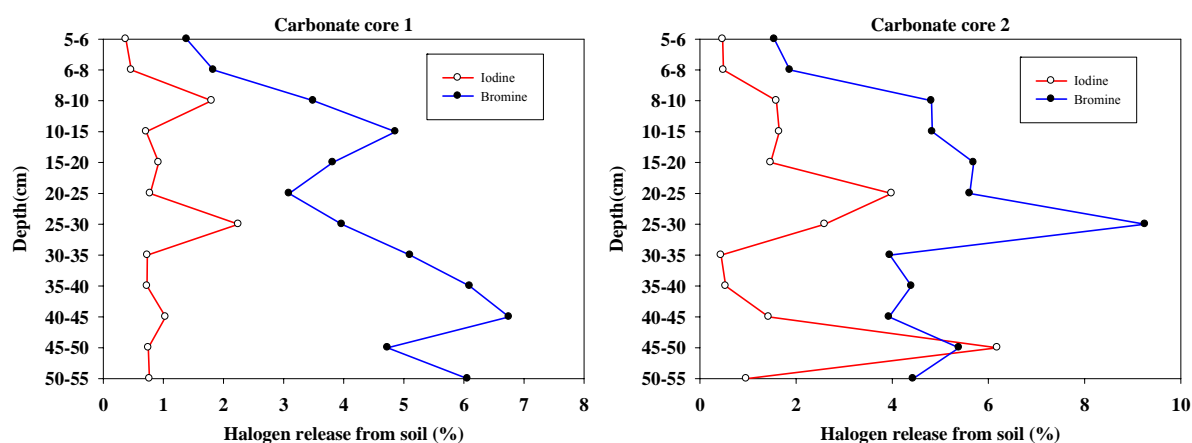 Carbonate core 1
5-6
6-8
8-10
10-15
15-20
20-25
25-30
30-35
35-40
40-45
45-50
50-55
Depth(cm)
Iodine
Bromine
0 1 2 3 4 5 6 7 8
Halogen release from soil (%)
Carbonate core 2
5-6
6-8
8-10
10-15
15-20
20-25
25-30
30-35
35-40
40-45
45-50
50-55
Depth(cm)
Iodine
Bromine
0 2 4 6 8 10
Halogen release from soil (%)